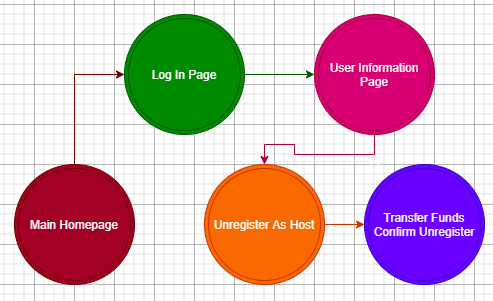 Log In Page
User Information
Page
Main Homepage
Unregister As Host
Transfer Funds
Confirm Unregister